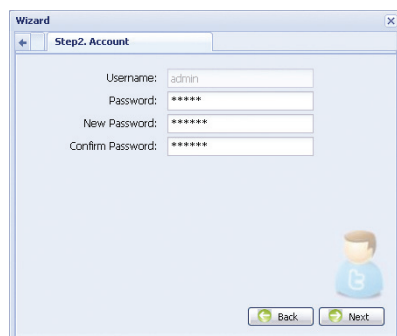 Wizard
Step2. Account
Username: admin
Password: *****
New Password: ******
Confirm Password: ******
Back Next